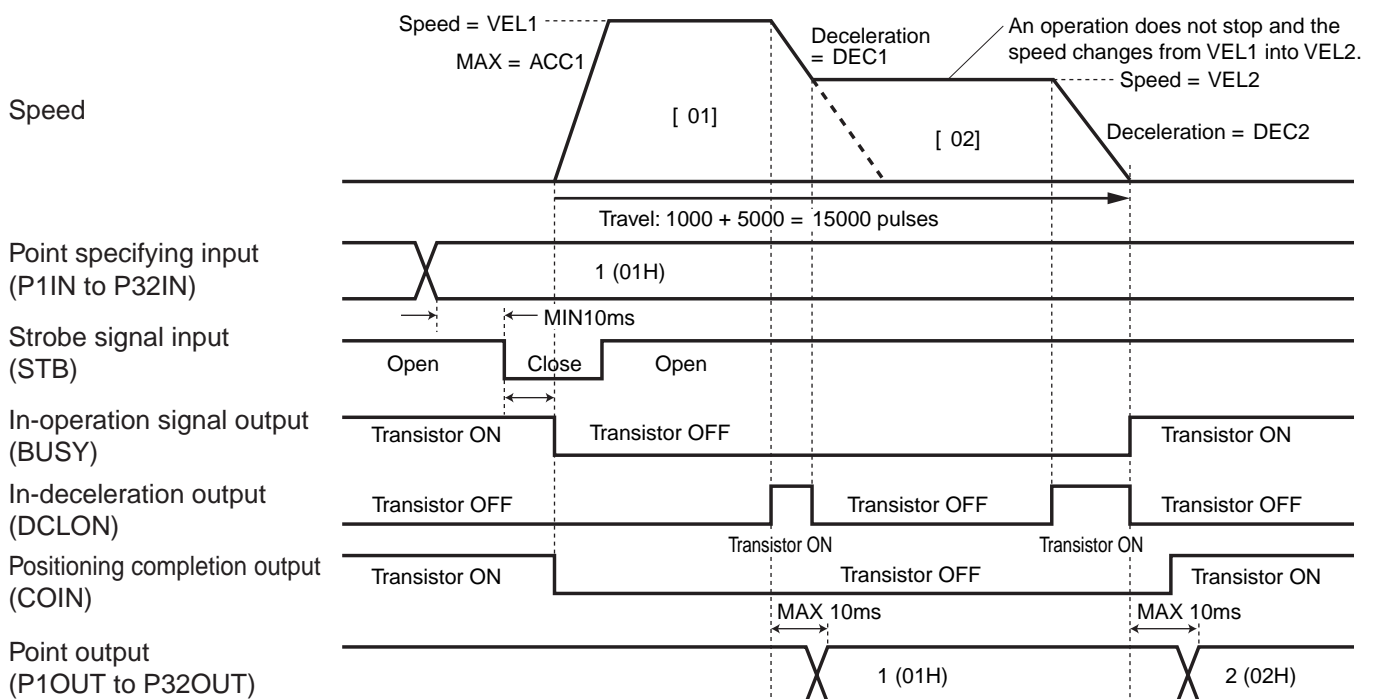 Speed = VEL1
MAX = ACC1
Deceleration
= DEC1
An operation does not stop and the
speed changes from VEL1 into VEL2.
Speed = VEL2
Speed
[ 01]
[ 02]
Deceleration = DEC2
Travel: 1000 + 5000 = 15000 pulses
Point specifying input
(P1IN to P32IN)
1 (01H)
MIN10ms
Strobe signal input
(STB)
Open
Close
Open
In-operation signal output
(BUSY)
Transistor ON
Transistor OFF
Transistor ON
In-deceleration output
(DCLON)
Transistor OFF
Transistor OFF
Transistor OFF
Transistor ON
Transistor ON
Positioning completion output
(COIN)
Transistor ON
Transistor OFF
Transistor ON
MAX 10ms
MAX 10ms
Point output
(P1OUT to P32OUT)
1 (01H)
2 (02H)